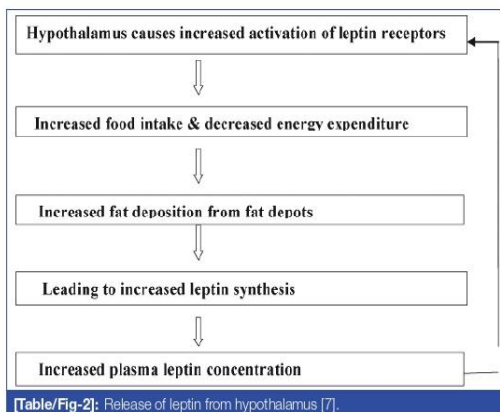 Hypothalamus causes increased activation of leptin receptors
Increased food intake & decreased energy expenditure
Increased fat deposition from fat depots
Leading to increased leptin synthesis
Increased plasma leptin concentration
[Table/Fig-2]: Release of leptin from hypothalamus [7].